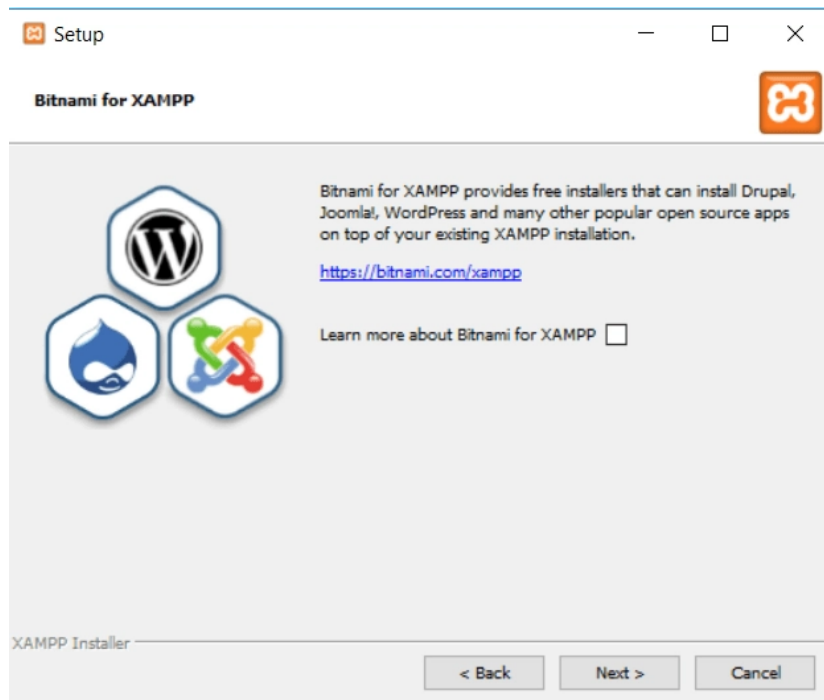 Setup
Bitnami for XAMPP
Bitnami for XAMPP provides free installers that can install Drupal,
Joomla!, WordPress and many other popular open source apps
on top of your existing XAMPP installation.
https://bitnami.com/xampp
Learn more about Bitnami for XAMPP
XAMPP Installer
< Back
Next >
Cancel